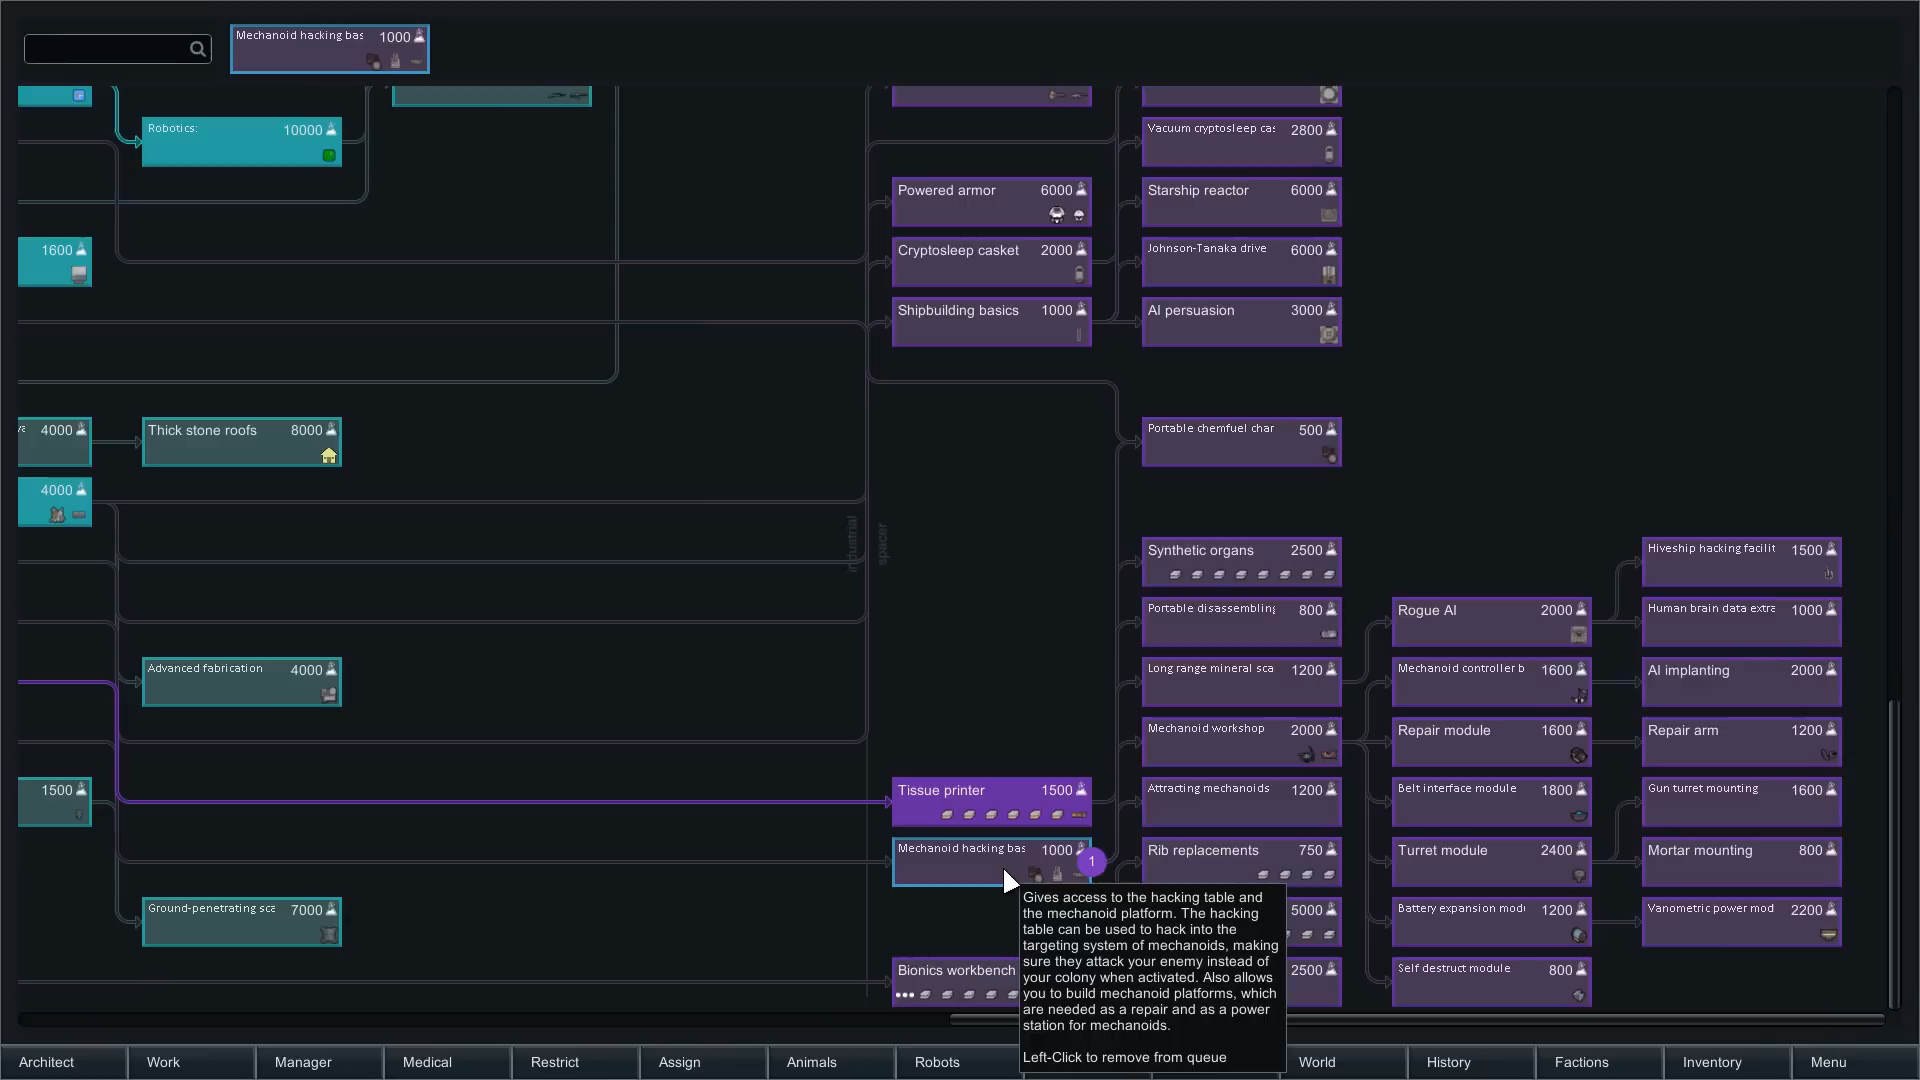 Mechanoid hacking bas 1000
Robotics: 10000
Vacuum cryptosleep cas 2800
Powered armor 6000
Starship reactor 6000
1600
Cryptosleep casket 2000
Johnson-Tanaka drive 6000
Shipbuilding basics 1000
AI persuasion 3000
4000
Thick stone roofs 8000
Portable chemfuel char 500
4000
industrial
spacer
Synthetic organs 2500
Hiveship hacking facilit 1500
Portable disassembling 800
Rogue AI 2000
Human brain data extra 1000
Advanced fabrication 4000
Long range mineral sca 1200
Mechanoid controller b 1600
AI implanting 2000
Mechanoid workshop 2000
Repair module 1600
Repair arm 1200
1500
Tissue printer 1500
Attracting mechanoids 1200
Belt interface module 1800
Gun turret mounting 1600
Mechanoid hacking bas 1000
1
Rib replacements 750
Turret module 2400
Mortar mounting 800
Ground-penetrating sca 7000
5000
Battery expansion modu 1200
Vanometric power mod 2200
Bionics workbench
2500
Self destruct module 800
Gives access to the hacking table and
the mechanoid platform. The hacking
table can be used to hack into the
targeting system of mechanoids, making
sure they attack your enemy instead of
your colony when activated. Also allows
you to build mechanoid platforms, which
are needed as a repair and as a power
station for mechanoids.
Left-Click to remove from queue
Architect Work Manager Medical Restrict Assign Animals Robots World History Factions Inventory Menu